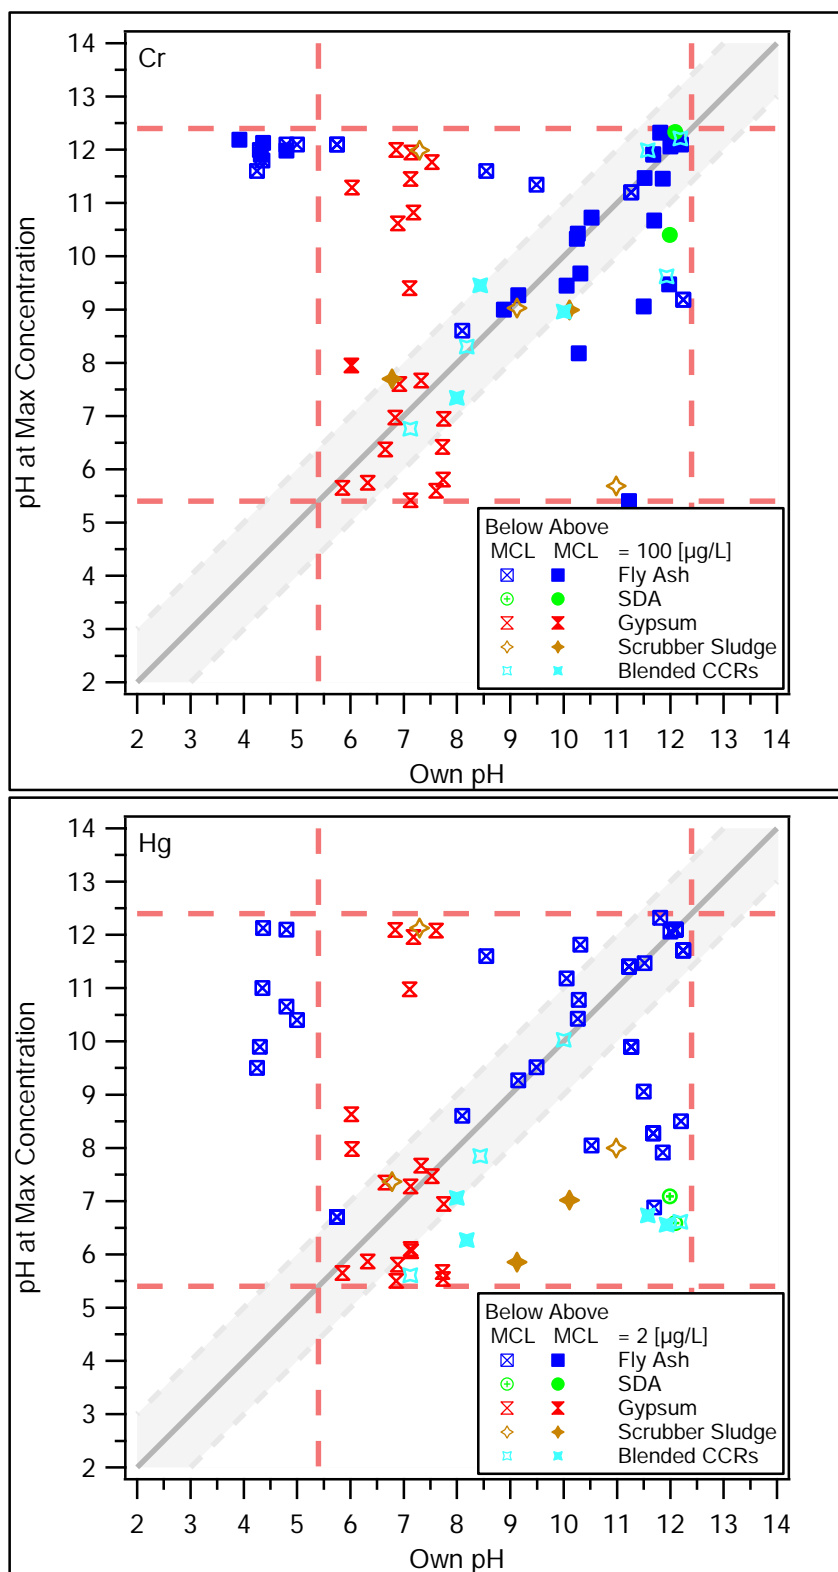 Cr
14
13
12
11
10
9
8
7
6
5
4
3
2
pH at Max Concentration
Below Above
MCL MCL = 100 [µg/L]
Fly Ash
SDA
Gypsum
Scrubber Sludge
Blended CCRs
2 3 4 5 6 7 8 9 10 11 12 13 14
Own pH
Hg
14
13
12
11
10
9
8
7
6
5
4
3
2
pH at Max Concentration
Below Above
MCL MCL = 2 [µg/L]
Fly Ash
SDA
Gypsum
Scrubber Sludge
Blended CCRs
2 3 4 5 6 7 8 9 10 11 12 13 14
Own pH